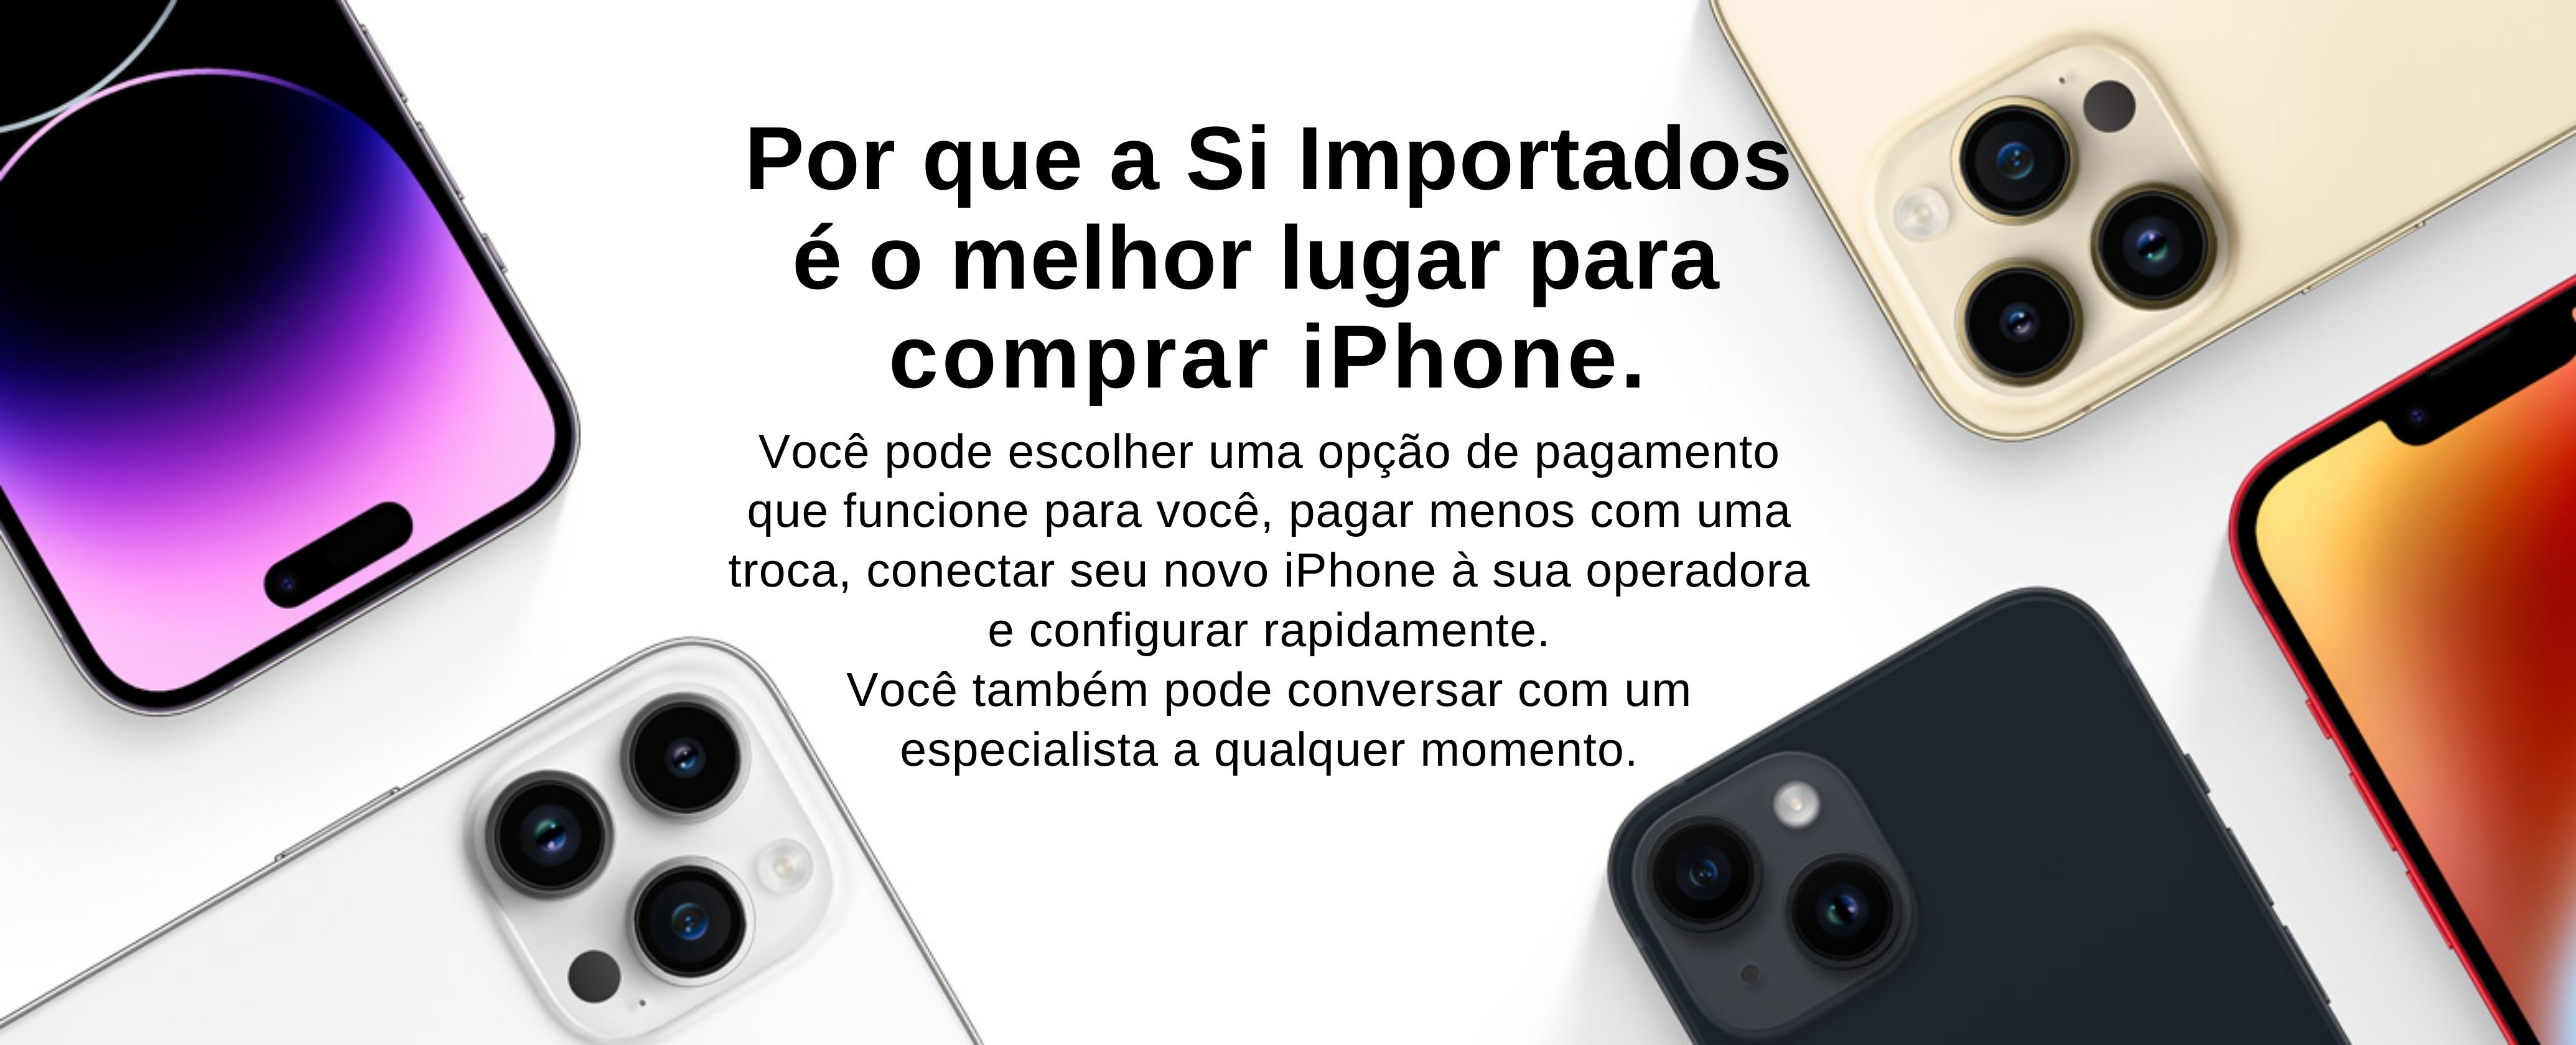 Por que a Si Importados
é o melhor lugar para
comprar iPhone.
Você pode escolher uma opção de pagamento
que funcione para você, pagar menos com uma
troca, conectar seu novo iPhone à sua operadora
e configurar rapidamente.
Você também pode conversar com um
especialista a qualquer momento.